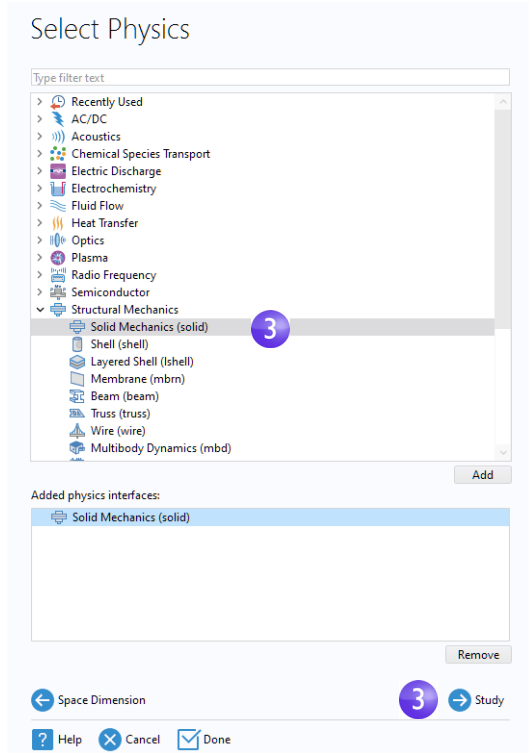 Select Physics
Type filter text
Recently Used
AC/DC
Acoustics
Chemical Species Transport
Electric Discharge
Electrochemistry
Fluid Flow
Heat Transfer
Optics
Plasma
Radio Frequency
Semiconductor
Structural Mechanics
Solid Mechanics (solid) 3
Shell (shell)
Layered Shell (lshell)
Membrane (mbrn)
Beam (beam)
Truss (truss)
Wire (wire)
Multibody Dynamics (mbd)
Add
Added physics interfaces:
Solid Mechanics (solid)
Remove
Space Dimension 3 Study
? Help Cancel Done